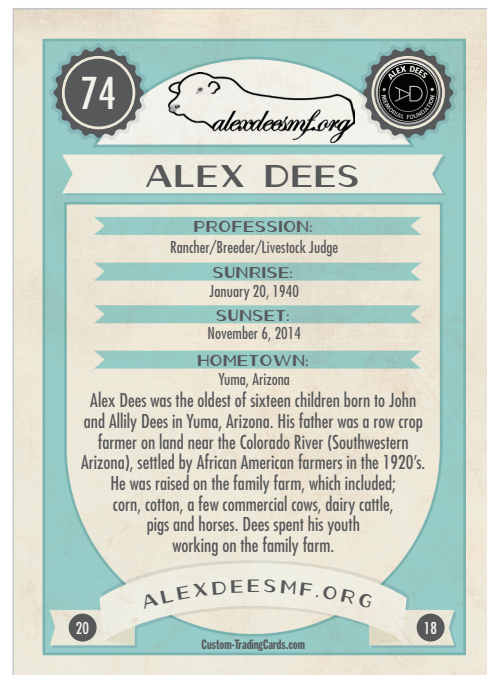 74
alexdeesmf.org
ALEX DEES
MEMORIAL FOUNDATION
AD
ALEX DEES
PROFESSION:
Rancher/Breeder/Livestock Judge
SUNRISE:
January 20, 1940
SUNSET:
November 6, 2014
HOMETOWN:
Yuma, Arizona
Alex Dees was the oldest of sixteen children born to John
and Allily Dees in Yuma, Arizona. His father was a row crop
farmer on land near the Colorado River (Southwestern
Arizona), settled by African American farmers in the 1920's.
He was raised on the family farm, which included;
corn, cotton, a few commercial cows, dairy cattle,
pigs and horses. Dees spent his youth
working on the family farm.
ALEXDEESMF.ORG
20
18
Custom-TradingCards.com